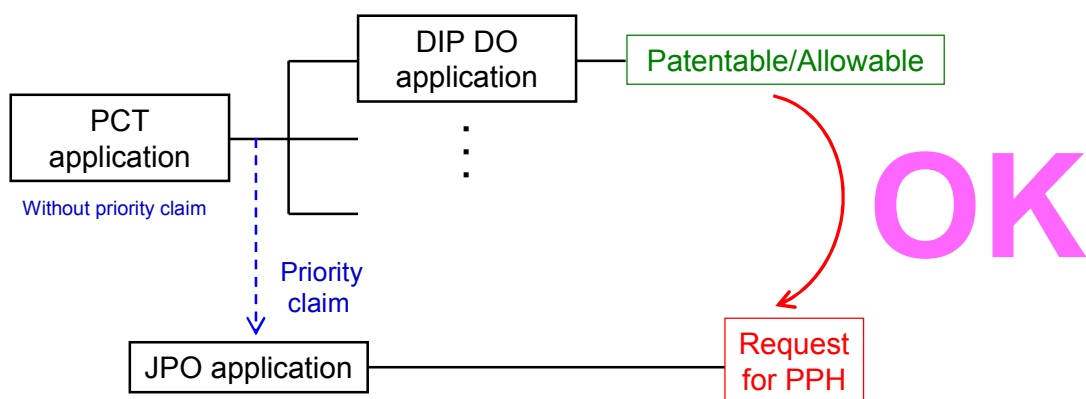 DIP DO
application
Patentable/Allowable
PCT
application
Without priority claim
OK
Priority
claim
JPO application
Request
for PPH